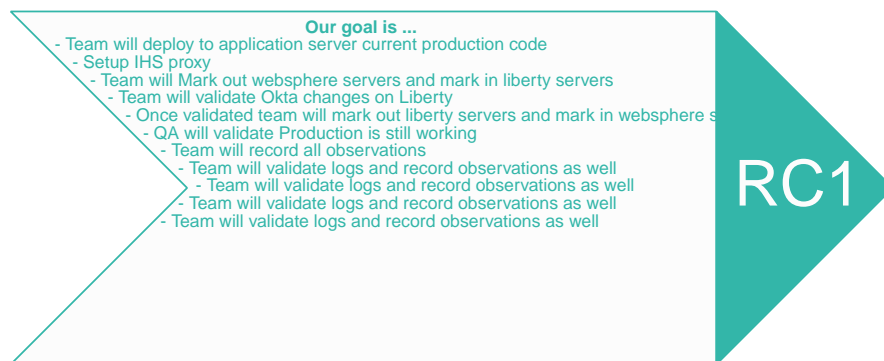 Our goal is ...
- Team will deploy to application server current production code
- Setup IHS proxy
- Team will Mark out websphere servers and mark in liberty servers
- Team will validate Okta changes on Liberty
- Once validated team will mark out liberty servers and mark in websphere s
- QA will validate Production is still working
- Team will record all observations
- Team will validate logs and record observations as well
- Team will validate logs and record observations as well
- Team will validate logs and record observations as well
- Team will validate logs and record observations as well
RC1